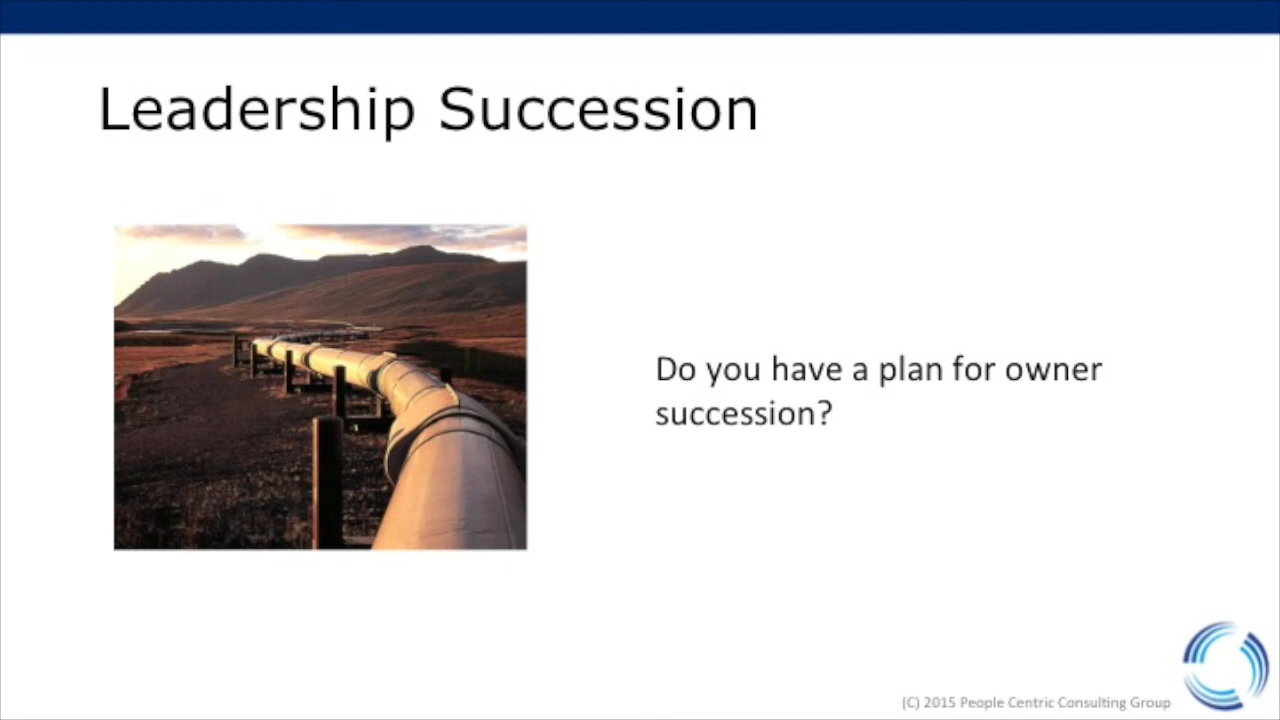 Leadership Succession
Do you have a plan for owner
succession?
(C) 2015 People Centric Consulting Group